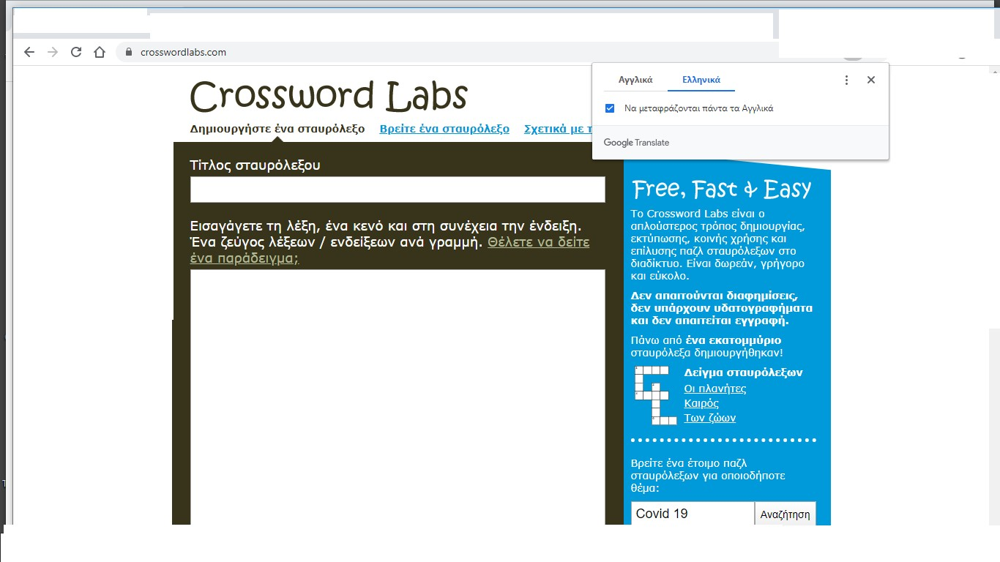 crosswordlabs.com
Αγγλικά Ελληνικά
Να μεταφράζονται πάντα τα Αγγλικά
Google Translate
Crossword Labs
Δημιουργήστε ένα σταυρόλεξο Βρείτε ένα σταυρόλεξο Σχετικά με
Τίτλος σταυρόλεξου
Εισαγάγετε τη λέξη, ένα κενό και στη συνέχεια την ένδειξη.
Ένα ζεύγος λέξεων / ενδείξεων ανά γραμμή. Θέλετε να δείτε
ένα παράδειγμα;
Free, Fast & Easy
Το Crossword Labs είναι ο
απλούστερος τρόπος δημιουργίας,
εκτύπωσης, κοινής χρήσης και
επίλυσης παζλ σταυρόλεξων στο
διαδίκτυο. Είναι δωρεάν, γρήγορο
και εύκολο.
Δεν απαιτούνται διαφημίσεις,
δεν υπάρχουν υδατογραφήματα
και δεν απαιτείται εγγραφή.
Πάνω από ένα εκατομμύριο
σταυρόλεξα δημιουργήθηκαν!
Δείγμα σταυρόλεξων
Οι πλανήτες
Καιρός
Των ζώων
Βρείτε ένα έτοιμο παζλ
σταυρόλεξων για οποιοδήποτε
θέμα:
Covid 19 Αναζήτηση